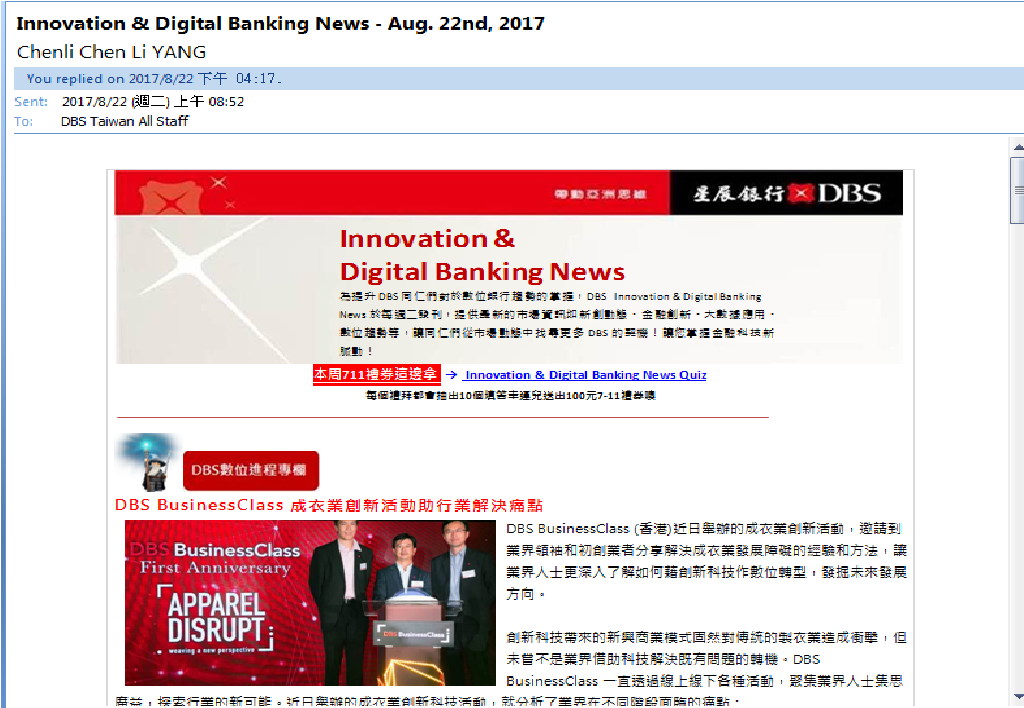 Innovation & Digital Banking News - Aug. 22nd, 2017
Chenli Chen Li YANG
You replied on 2017/8/22 下午 04:17.
Sent: 2017/8/22 (週二) 上午 08:52
To: DBS Taiwan All Staff
帶動亞洲思維 星展銀行 DBS
Innovation &
Digital Banking News
為提升 DBS 同仁們對於數位銀行趨勢的掌握，DBS Innovation & Digital Banking
News 於每週二發刊，提供最新的市場資訊如新創動態、金融創新、大數據應用、
數位趨勢等，讓同仁們從市場動態中找尋更多 DBS 的契機！讓您掌握金融科技新
脈動！
本周711禮券這邊拿 → Innovation & Digital Banking News Quiz
每個禮拜都會抽出10個填答幸運兒送出100元7-11禮券噢
DBS數位進程專欄
DBS BusinessClass 成衣業創新活動助行業解決痛點
DBS BusinessClass
First Anniversary
APPAREL
DISRUPT
weaving a new perspective
DBS BusinessClass
DBS BusinessClass (香港)近日舉辦的成衣業創新活動，邀請到
業界領袖和初創業者分享解決成衣業發展障礙的經驗和方法，讓
業界人士更深入了解如何藉創新科技作數位轉型，發掘未來發展
方向。
創新科技帶來的新興商業模式固然對傳統的製衣業造成衝擊，但
未嘗不是業界借助科技解決既有問題的轉機。DBS
BusinessClass 一直透過線上線下各種活動，聚集業界人士集思
廣益，探索行業的新可能。近日舉辦的成衣業創新科技活動，就分析了業界在不同階段面臨的痛點：